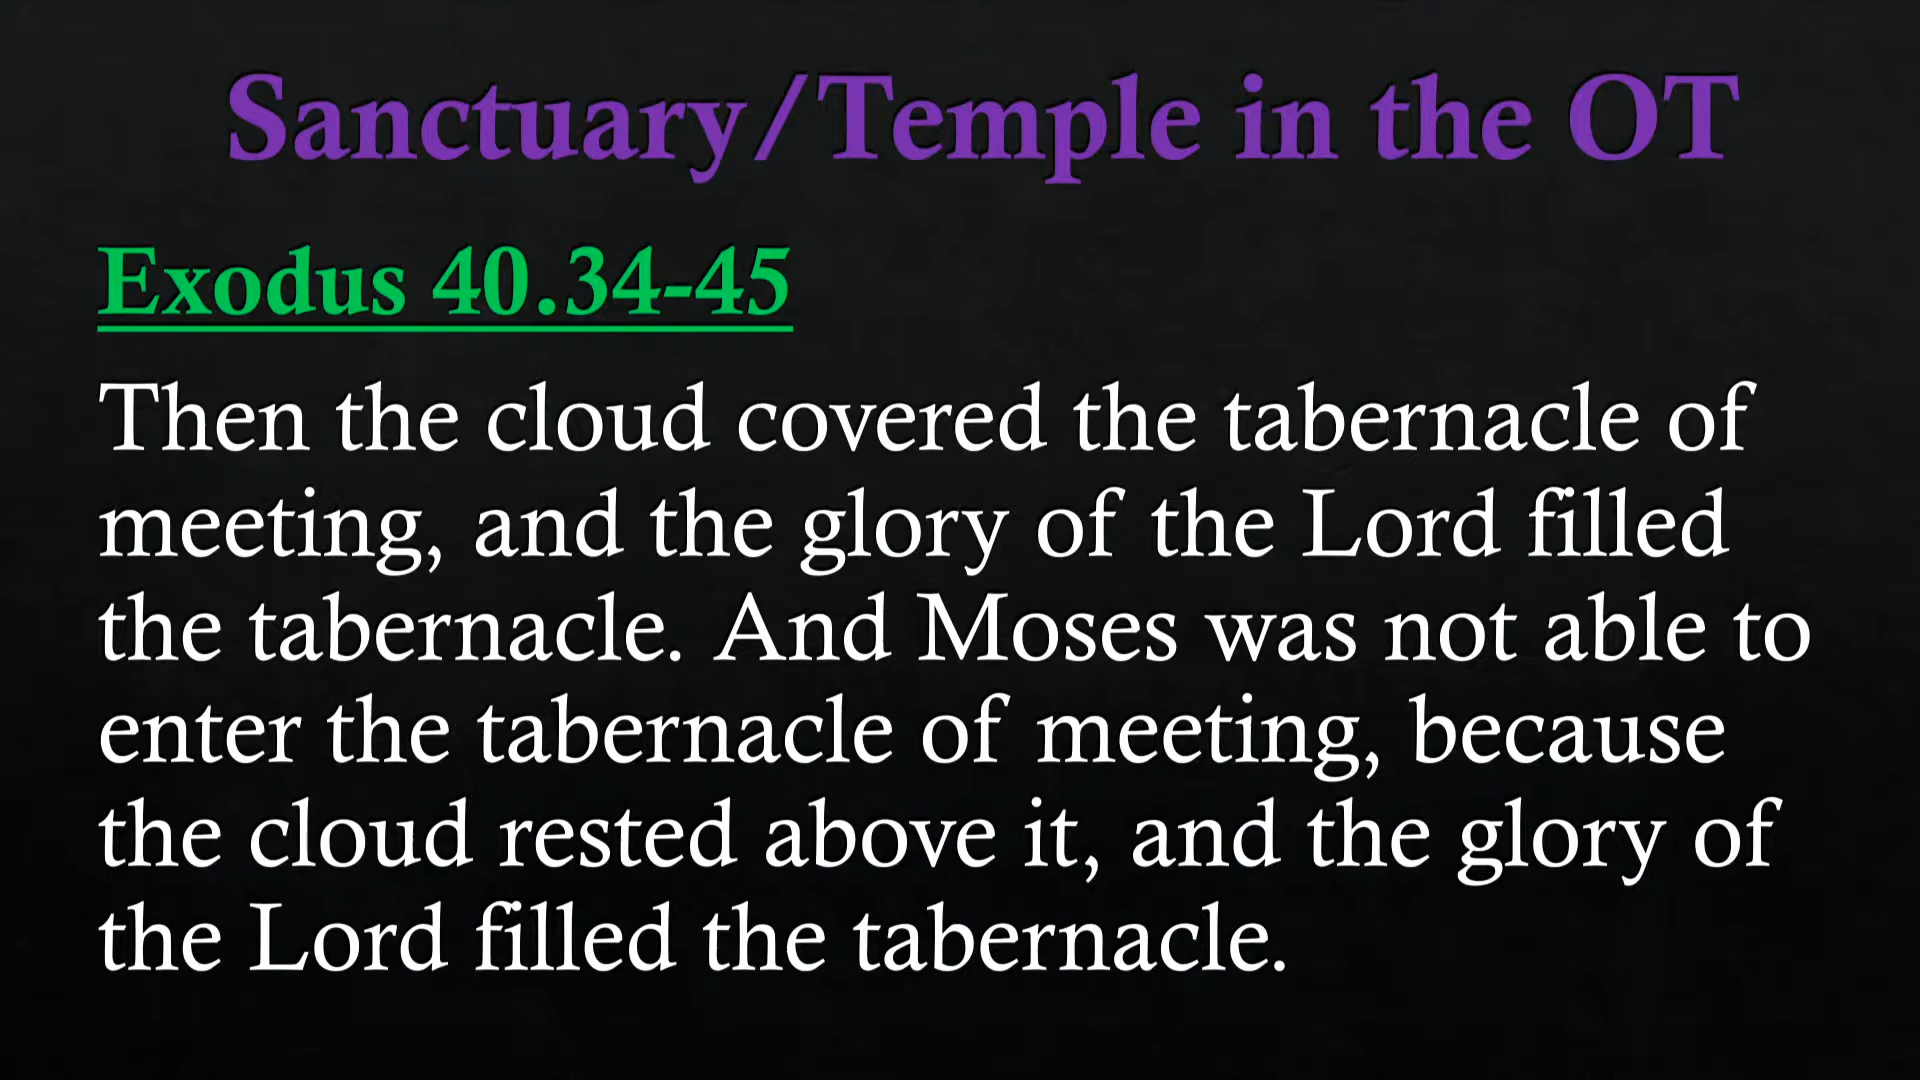 Sanctuary/Temple in the OT
Exodus 40.34-45
Then the cloud covered the tabernacle of
meeting, and the glory of the Lord filled
the tabernacle. And Moses was not able to
enter the tabernacle of meeting, because
the cloud rested above it, and the glory of
the Lord filled the tabernacle.